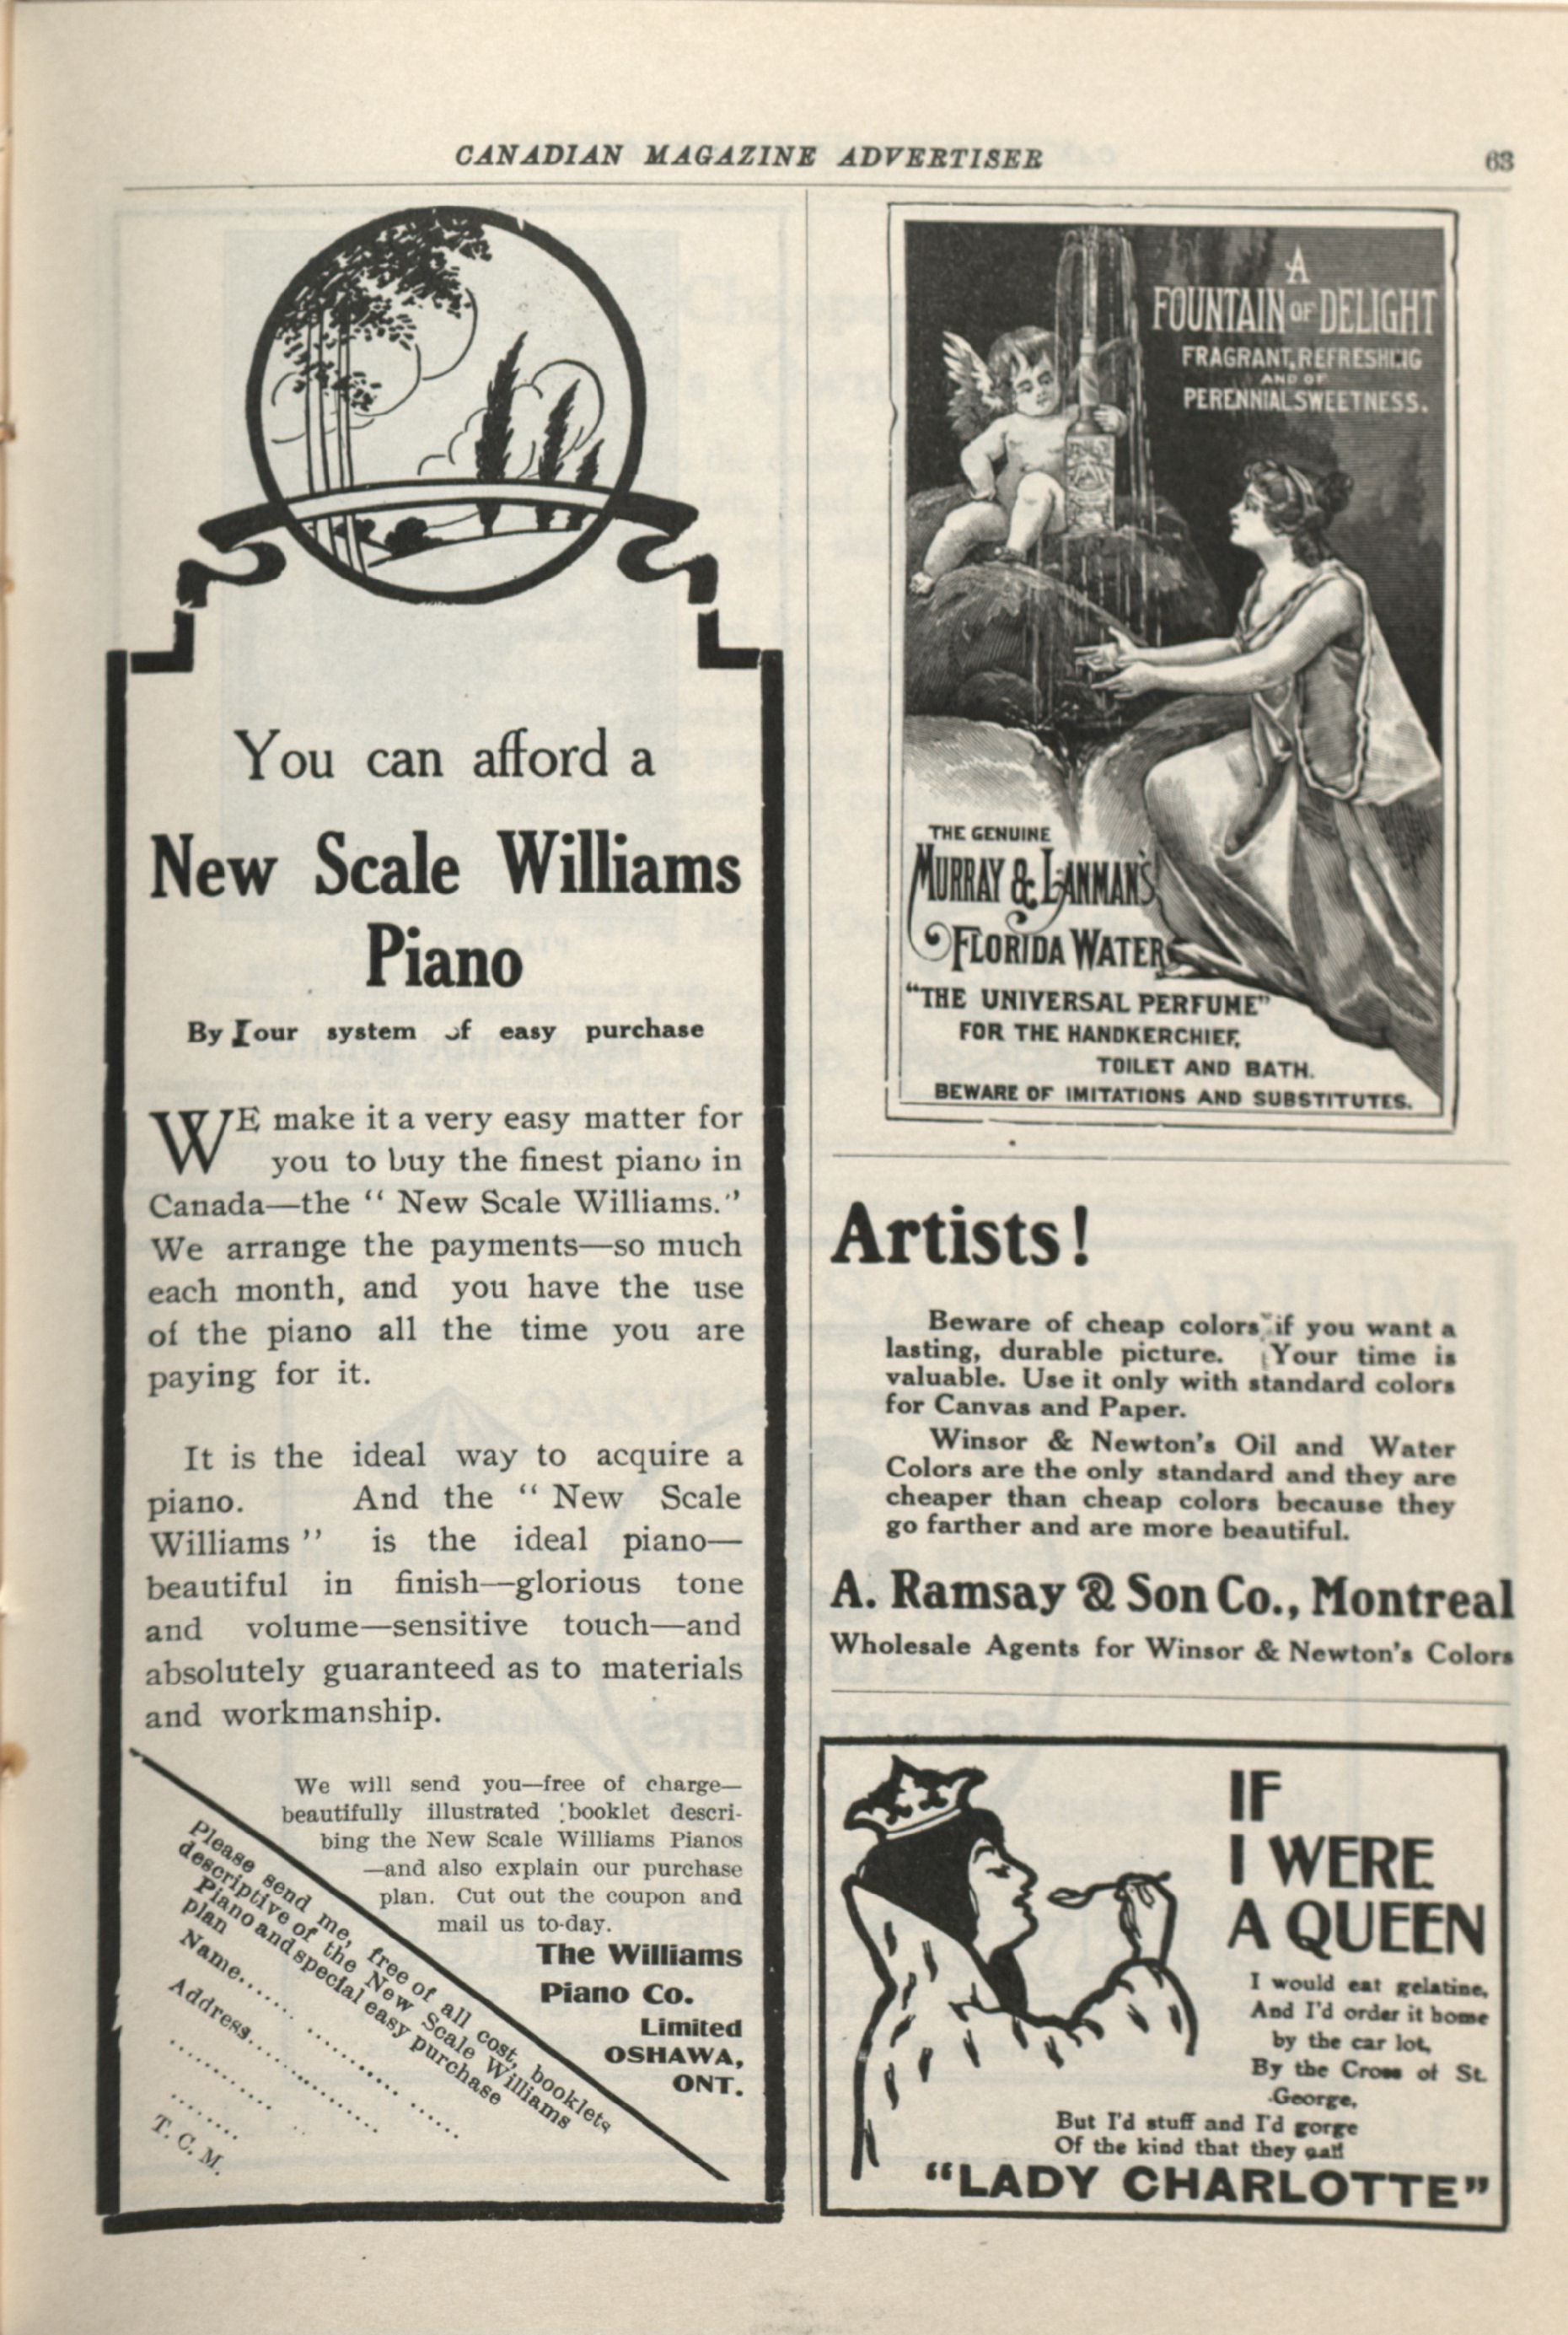 CANADIAN MAGAZINE ADVERTISER
63
You can afford a
New Scale Williams
Piano
By our system of easy purchase
WE make it a very easy matter for
you to buy the finest piano in
Canada—the “ New Scale Williams.”
We arrange the payments—so much
each month, and you have the use
of the piano all the time you are
paying for it.
It is the ideal way to acquire a
piano. And the “ New Scale
Williams ” is the ideal piano—
beautiful in finish—glorious tone
and volume—sensitive touch—and
absolutely guaranteed as to materials
and workmanship.
We will send you—free of charge—
beautifully illustrated booklet descri-
bing the New Scale Williams Pianos
—and also explain our purchase
plan. Cut out the coupon and
mail us to-day.
The Williams
Piano Co.
Limited
OSHAWA,
ONT.
Please send me, free of all cost, booklets
descriptive of the New Scale Williams
Piano and special easy purchase
plan
Name...... ......... ......
Address..................
............
........
T. C. M.
A
FOUNTAIN OF DELIGHT
FRAGRANT, REFRESHING
AND OF
PERENNIAL SWEETNESS.
THE GENUINE
MURRAY & LANMAN'S
FLORIDA WATER
“THE UNIVERSAL PERFUME”
FOR THE HANDKERCHIEF,
TOILET AND BATH.
BEWARE OF IMITATIONS AND SUBSTITUTES.
Artists!
Beware of cheap colors if you want a
lasting, durable picture. Your time is
valuable. Use it only with standard colors
for Canvas and Paper.
Winsor & Newton's Oil and Water
Colors are the only standard and they are
cheaper than cheap colors because they
go farther and are more beautiful.
A. Ramsay & Son Co., Montreal
Wholesale Agents for Winsor & Newton's Colors
IF
I WERE
A QUEEN
I would eat gelatine,
And I'd order it home
by the car lot,
By the Cross of St.
George,
But I'd stuff and I'd gorge
Of the kind that they call
“LADY CHARLOTTE”